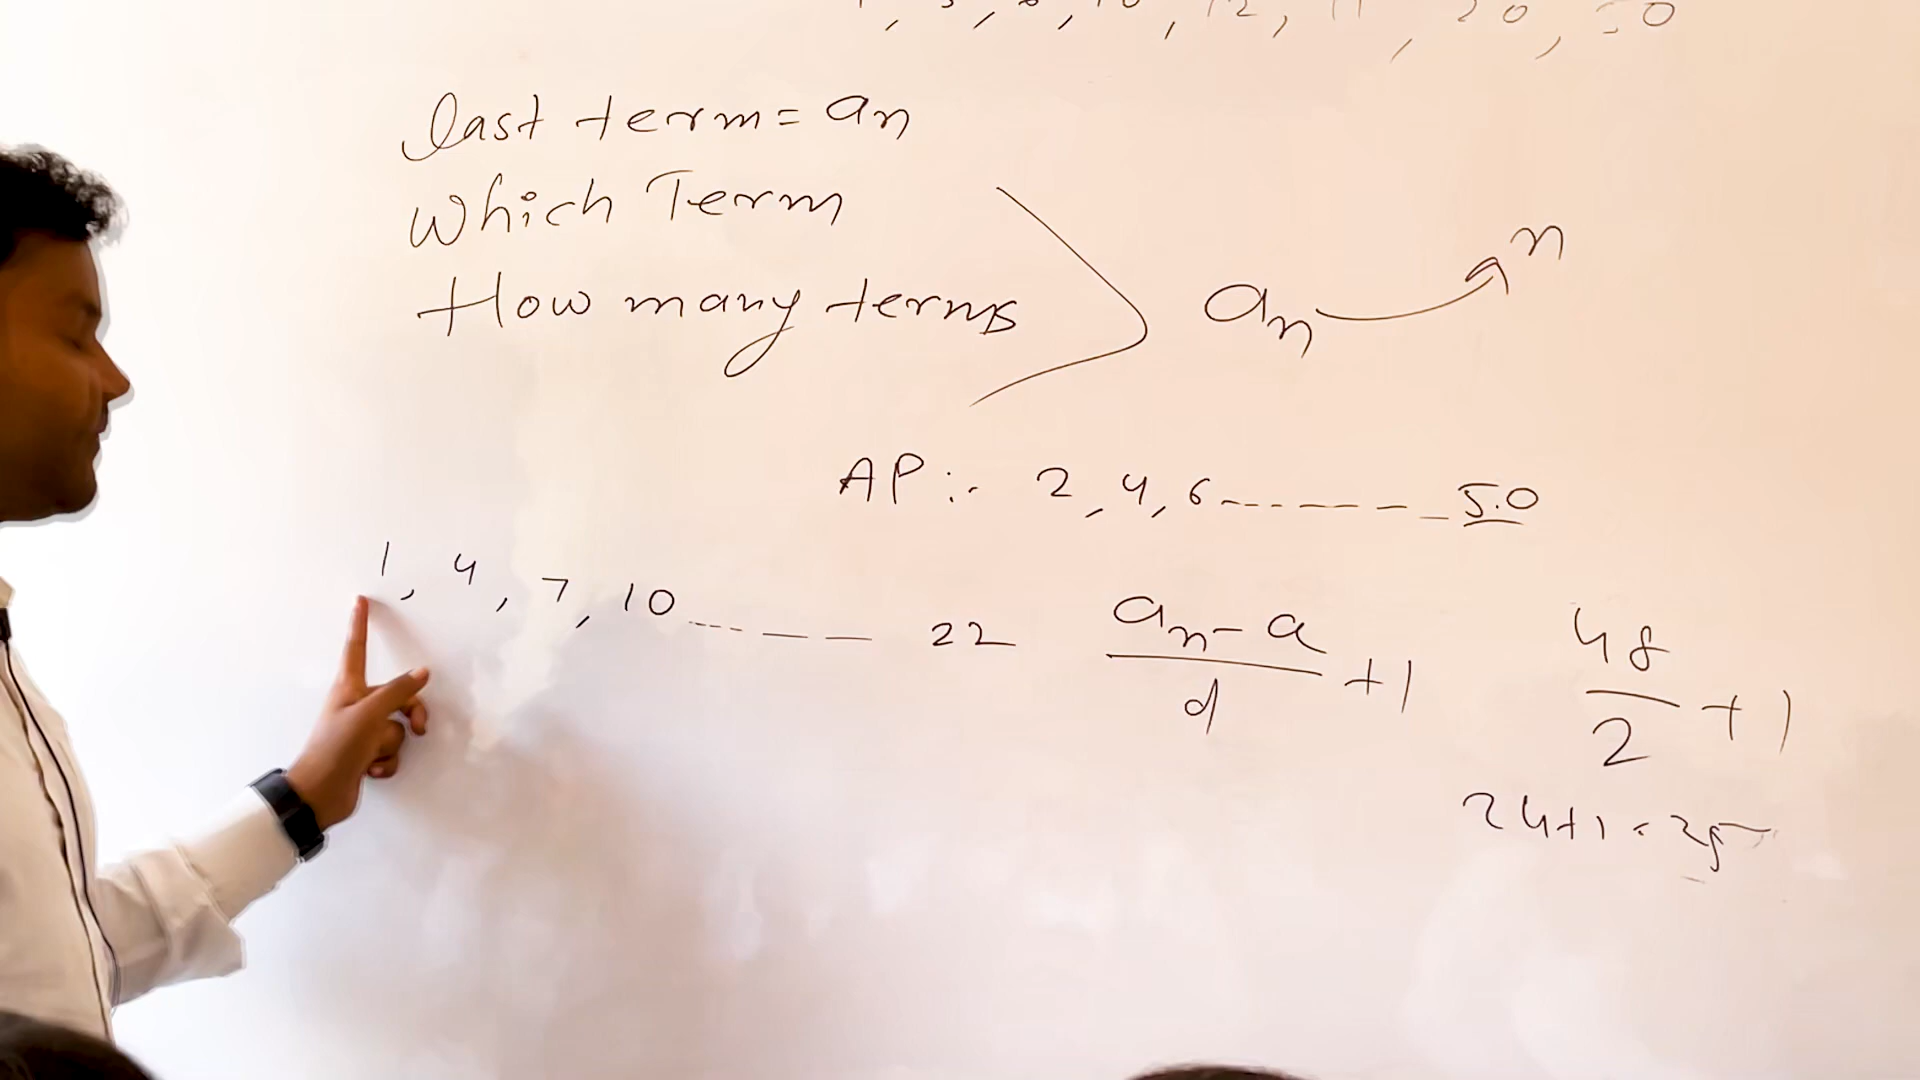 last term = an
Which Term
How many terms
an n
AP :- 2, 4, 6 - - - - - - - 50
1, 4, 7, 10 - - - - - 22
an - a / d + 1
48 / 2 + 1
24+1 = 25